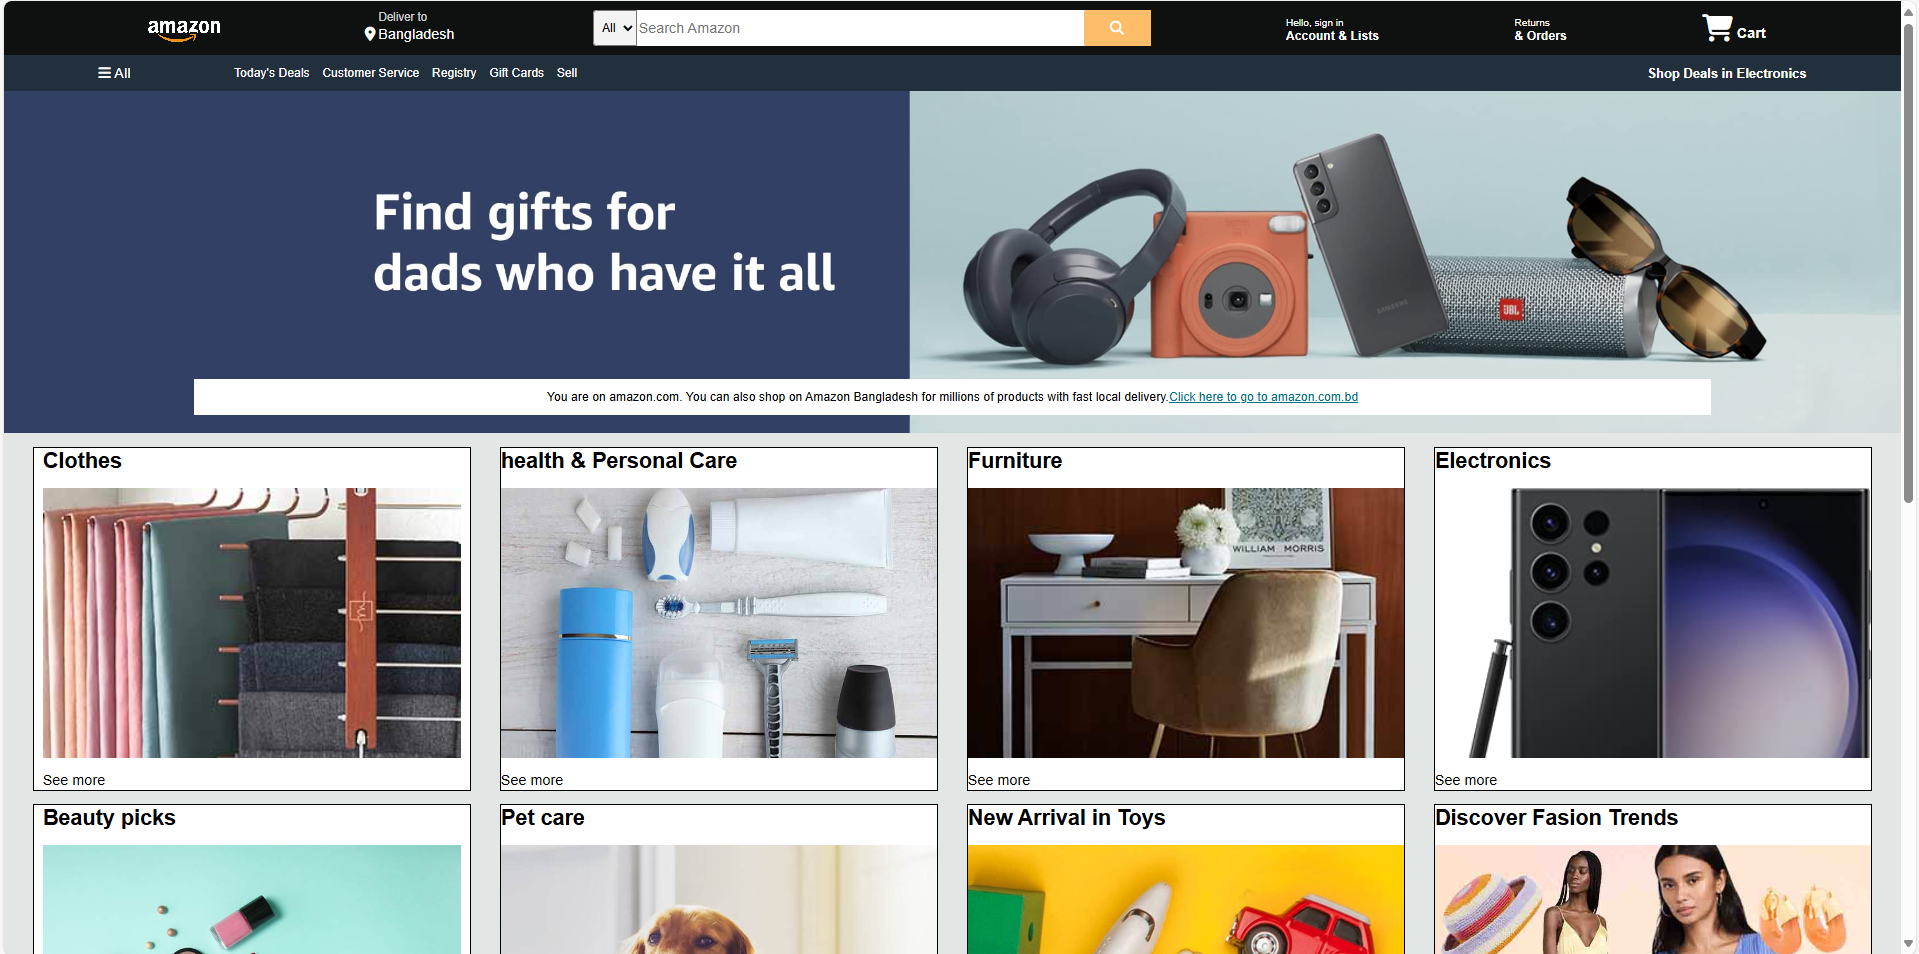 amazon
Deliver to
Bangladesh
All
Search Amazon
Hello, sign in
Account & Lists
Returns
& Orders
Cart
All
Today's Deals
Customer Service
Registry
Gift Cards
Sell
Shop Deals in Electronics
Find gifts for
dads who have it all
SAMSUNG
JBL
You are on amazon.com. You can also shop on Amazon Bangladesh for millions of products with fast local delivery.Click here to go to amazon.com.bd
Clothes
health & Personal Care
Furniture
Electronics
WILLIAM MORRIS
See more
See more
See more
See more
Beauty picks
Pet care
New Arrival in Toys
Discover Fasion Trends